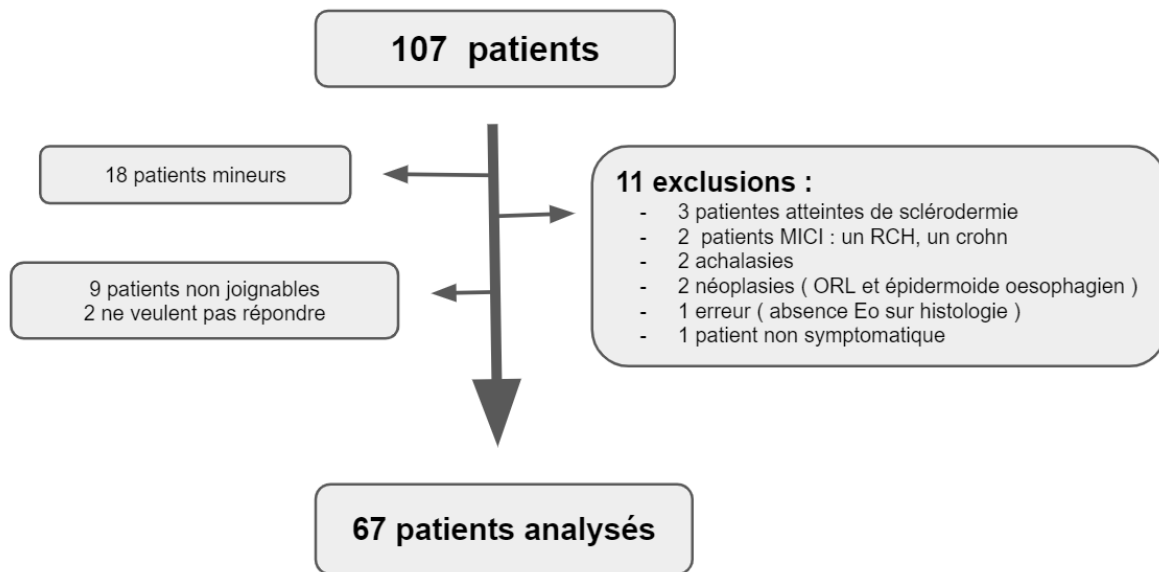 107 patients
18 patients mineurs
11 exclusions :
- 3 patientes atteintes de sclérodermie
- 2 patients MICI : un RCH, un crohn
- 2 achalasies
- 2 néoplasies ( ORL et épidermoide oesophagien )
- 1 erreur ( absence Eo sur histologie )
- 1 patient non symptomatique
9 patients non joignables
2 ne veulent pas répondre
67 patients analysés